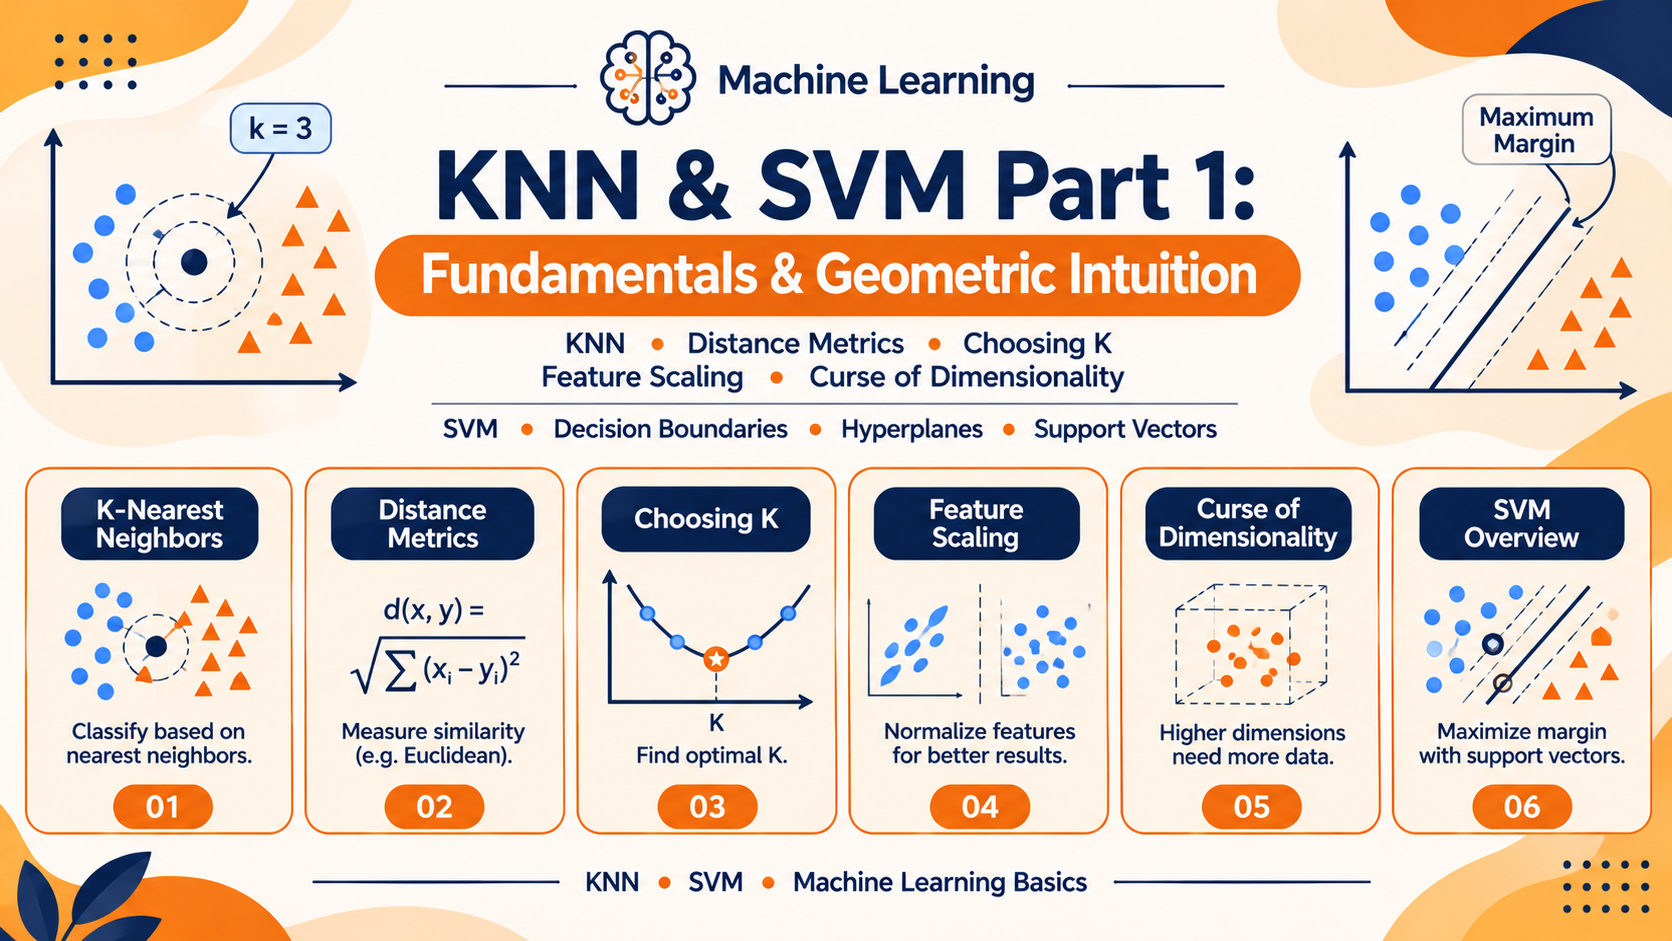 Machine Learning
KNN & SVM Part 1:
Fundamentals & Geometric Intuition
KNN • Distance Metrics • Choosing K
Feature Scaling • Curse of Dimensionality
SVM • Decision Boundaries • Hyperplanes • Support Vectors
k = 3
Maximum
Margin
K-Nearest
Neighbors
Classify based on
nearest neighbors.
01
Distance
Metrics
d(x, y) =
√∑ (xᵢ – yᵢ)²
Measure similarity
(e.g. Euclidean).
02
Choosing K
K
Find optimal K.
03
Feature
Scaling
Normalize features
for better results.
04
Curse of
Dimensionality
Higher dimensions
need more data.
05
SVM
Overview
Maximize margin
with support vectors.
06
KNN • SVM • Machine Learning Basics